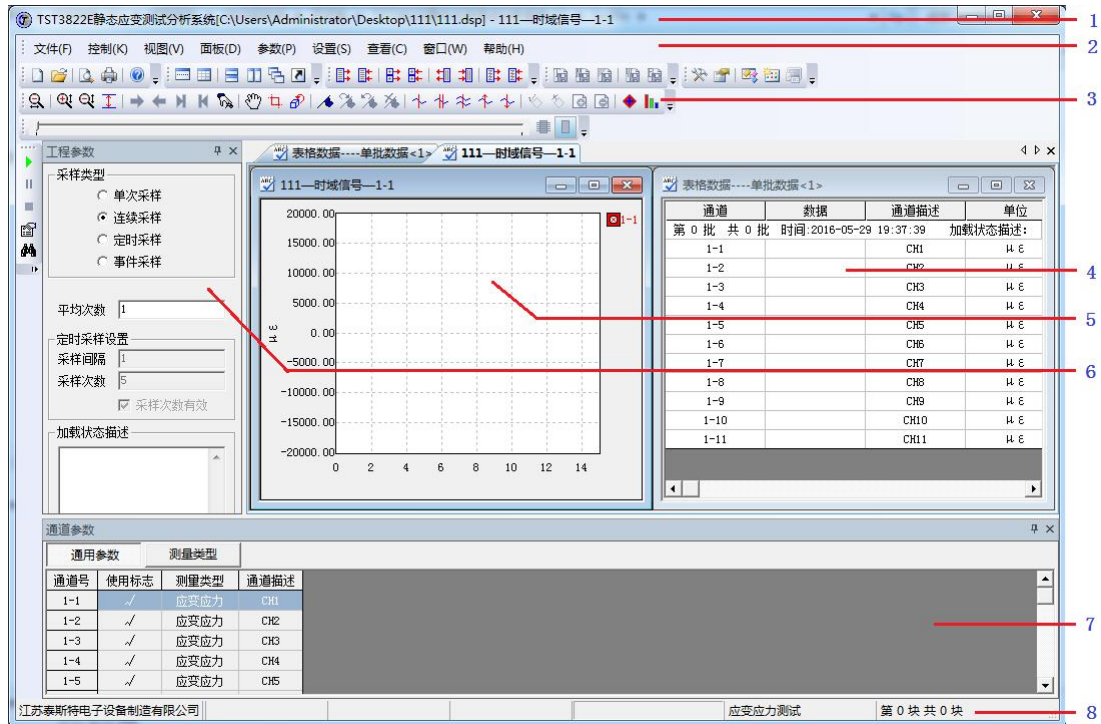 TST3822E静态应变测试分析系统[C:\Users\Administrator\Desktop\111\111.dsp] - 111—时域信号—1-1
1
文件(F) 控制(K) 视图(V) 面板(D) 参数(P) 设置(S) 查看(C) 窗口(W) 帮助(H)
2
3
工程参数
表格数据----单批数据<1>
111—时域信号—1-1
采样类型
单次采样
连续采样
定时采样
事件采样
平均次数 1
定时采样设置
采样间隔 1
采样次数 5
采样次数有效
加载状态描述
111—时域信号—1-1
1-1
20000.00
15000.00
10000.00
5000.00
0.00
-5000.00
-10000.00
-15000.00
-20000.00
με
0 2 4 6 8 10 12 14
表格数据----单批数据<1>
通道 数据 通道描述 单位
第 0 批 共 0 批 时间:2016-05-29 19:37:39 加载状态描述:
1-1 CH1 με
1-2 CH2 με
1-3 CH3 με
1-4 CH4 με
1-5 CH5 με
1-6 CH6 με
1-7 CH7 με
1-8 CH8 με
1-9 CH9 με
1-10 CH10 με
1-11 CH11 με
4
5
6
通道参数
通用参数 测量类型
通道号 使用标志 测量类型 通道描述
1-1 √ 应变应力 CH1
1-2 √ 应变应力 CH2
1-3 √ 应变应力 CH3
1-4 √ 应变应力 CH4
1-5 √ 应变应力 CH5
7
江苏泰斯特电子设备制造有限公司 应变应力测试 第 0 块 共 0 块
8